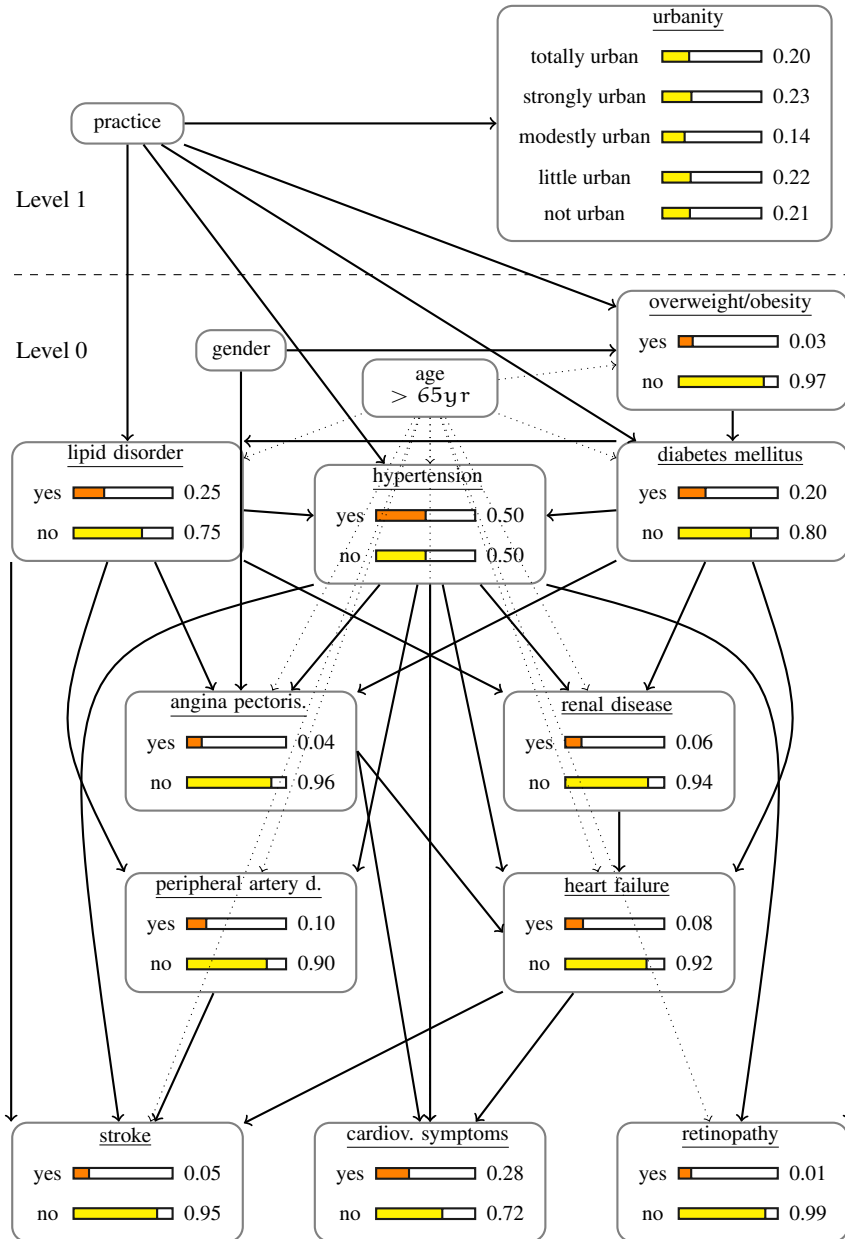 urbanity
totally urban 0.20
strongly urban 0.23
practice
modestly urban 0.14
little urban 0.22
Level 1
not urban 0.21
overweight/obesity
Level 0
gender
yes 0.03
age
> 65yr
no 0.97
lipid disorder
yes 0.25
no 0.75
hypertension
yes 0.50
no 0.50
diabetes mellitus
yes 0.20
no 0.80
angina pectoris.
yes 0.04
no 0.96
renal disease
yes 0.06
no 0.94
peripheral artery d.
yes 0.10
no 0.90
heart failure
yes 0.08
no 0.92
stroke
yes 0.05
no 0.95
cardiov. symptoms
yes 0.28
no 0.72
retinopathy
yes 0.01
no 0.99